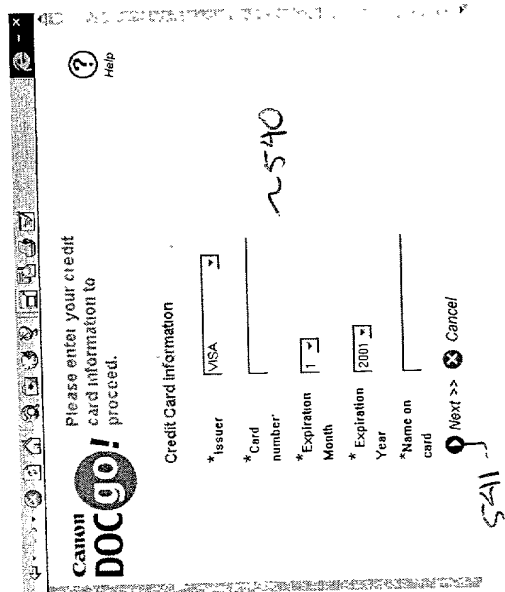 Canon
DOC go!
Please enter your credit
card information to
proceed.
Help
Credit Card information
*Issuer
VISA
*Card
number
540
*Expiration
Month
1
* Expiration
Year
2001
*Name on
card
Next >> Cancel
5411